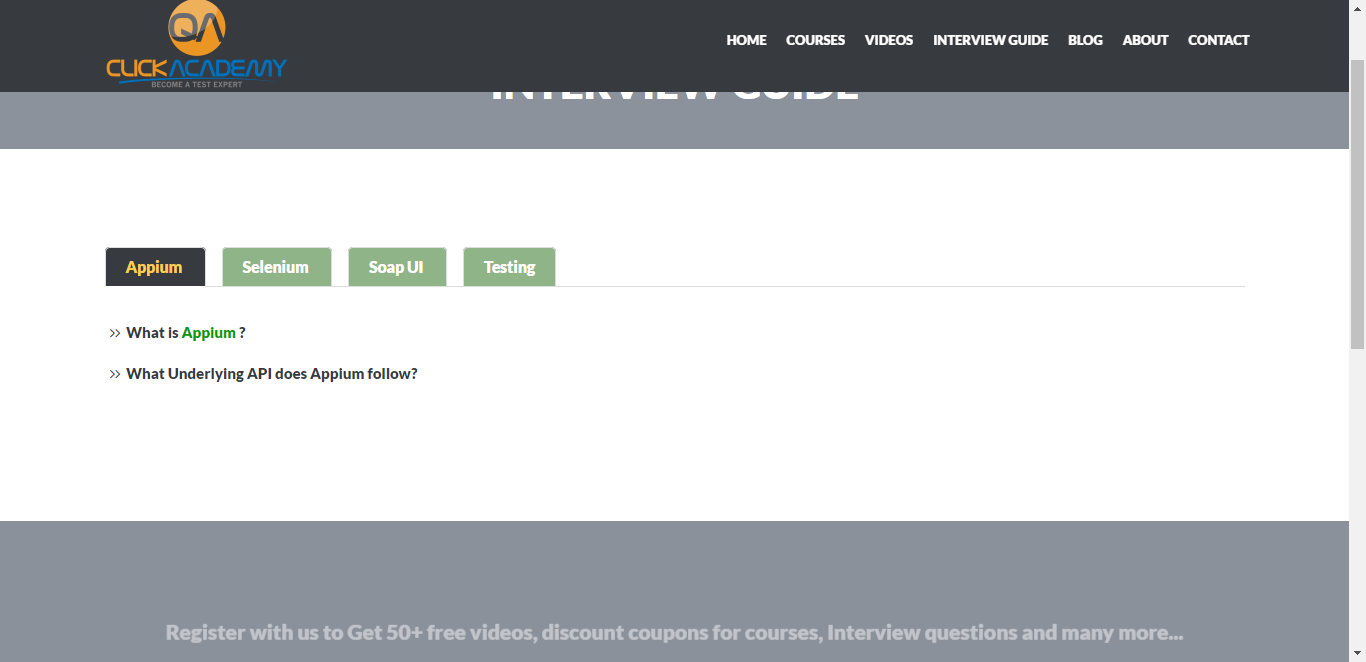 QA
CLICKACADEMY
BECOME A TEST EXPERT
HOME COURSES VIDEOS INTERVIEW GUIDE BLOG ABOUT CONTACT
INTERVIEW GUIDE
Appium Selenium Soap UI Testing
What is Appium ?
What Underlying API does Appium follow?
Register with us to Get 50+ free videos, discount coupons for courses, Interview questions and many more...